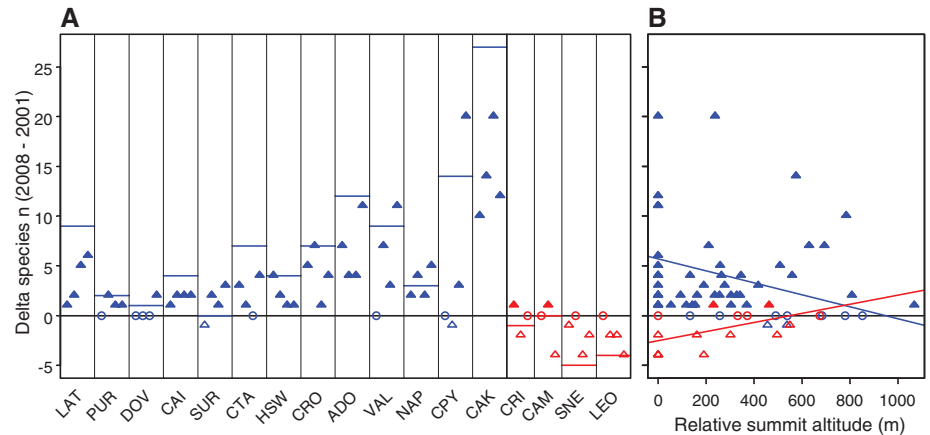 A
B
Delta species n (2008 - 2001)
25
20
15
10
5
0
-5
LAT PUR DOV CAI SUR CTA HSW CRO ADO VAL NAP CPY CAK CRI CAM SNE LEO
0 200 400 600 800 1000
Relative summit altitude (m)